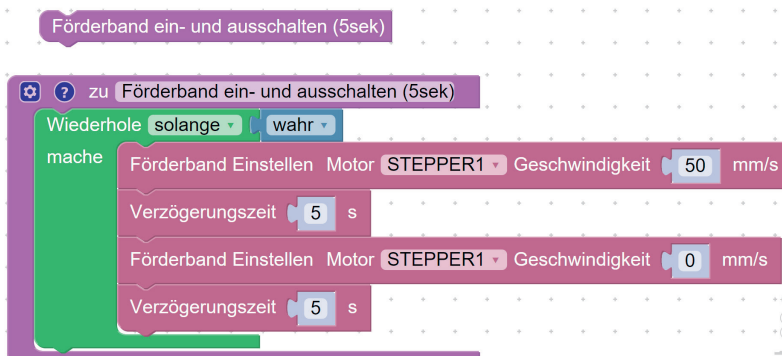 Förderband ein- und ausschalten (5sek)
? zu Förderband ein- und ausschalten (5sek)
Wiederhole solange wahr
mache Förderband Einstellen Motor STEPPER1 Geschwindigkeit 50 mm/s
Verzögerungszeit 5 s
Förderband Einstellen Motor STEPPER1 Geschwindigkeit 0 mm/s
Verzögerungszeit 5 s